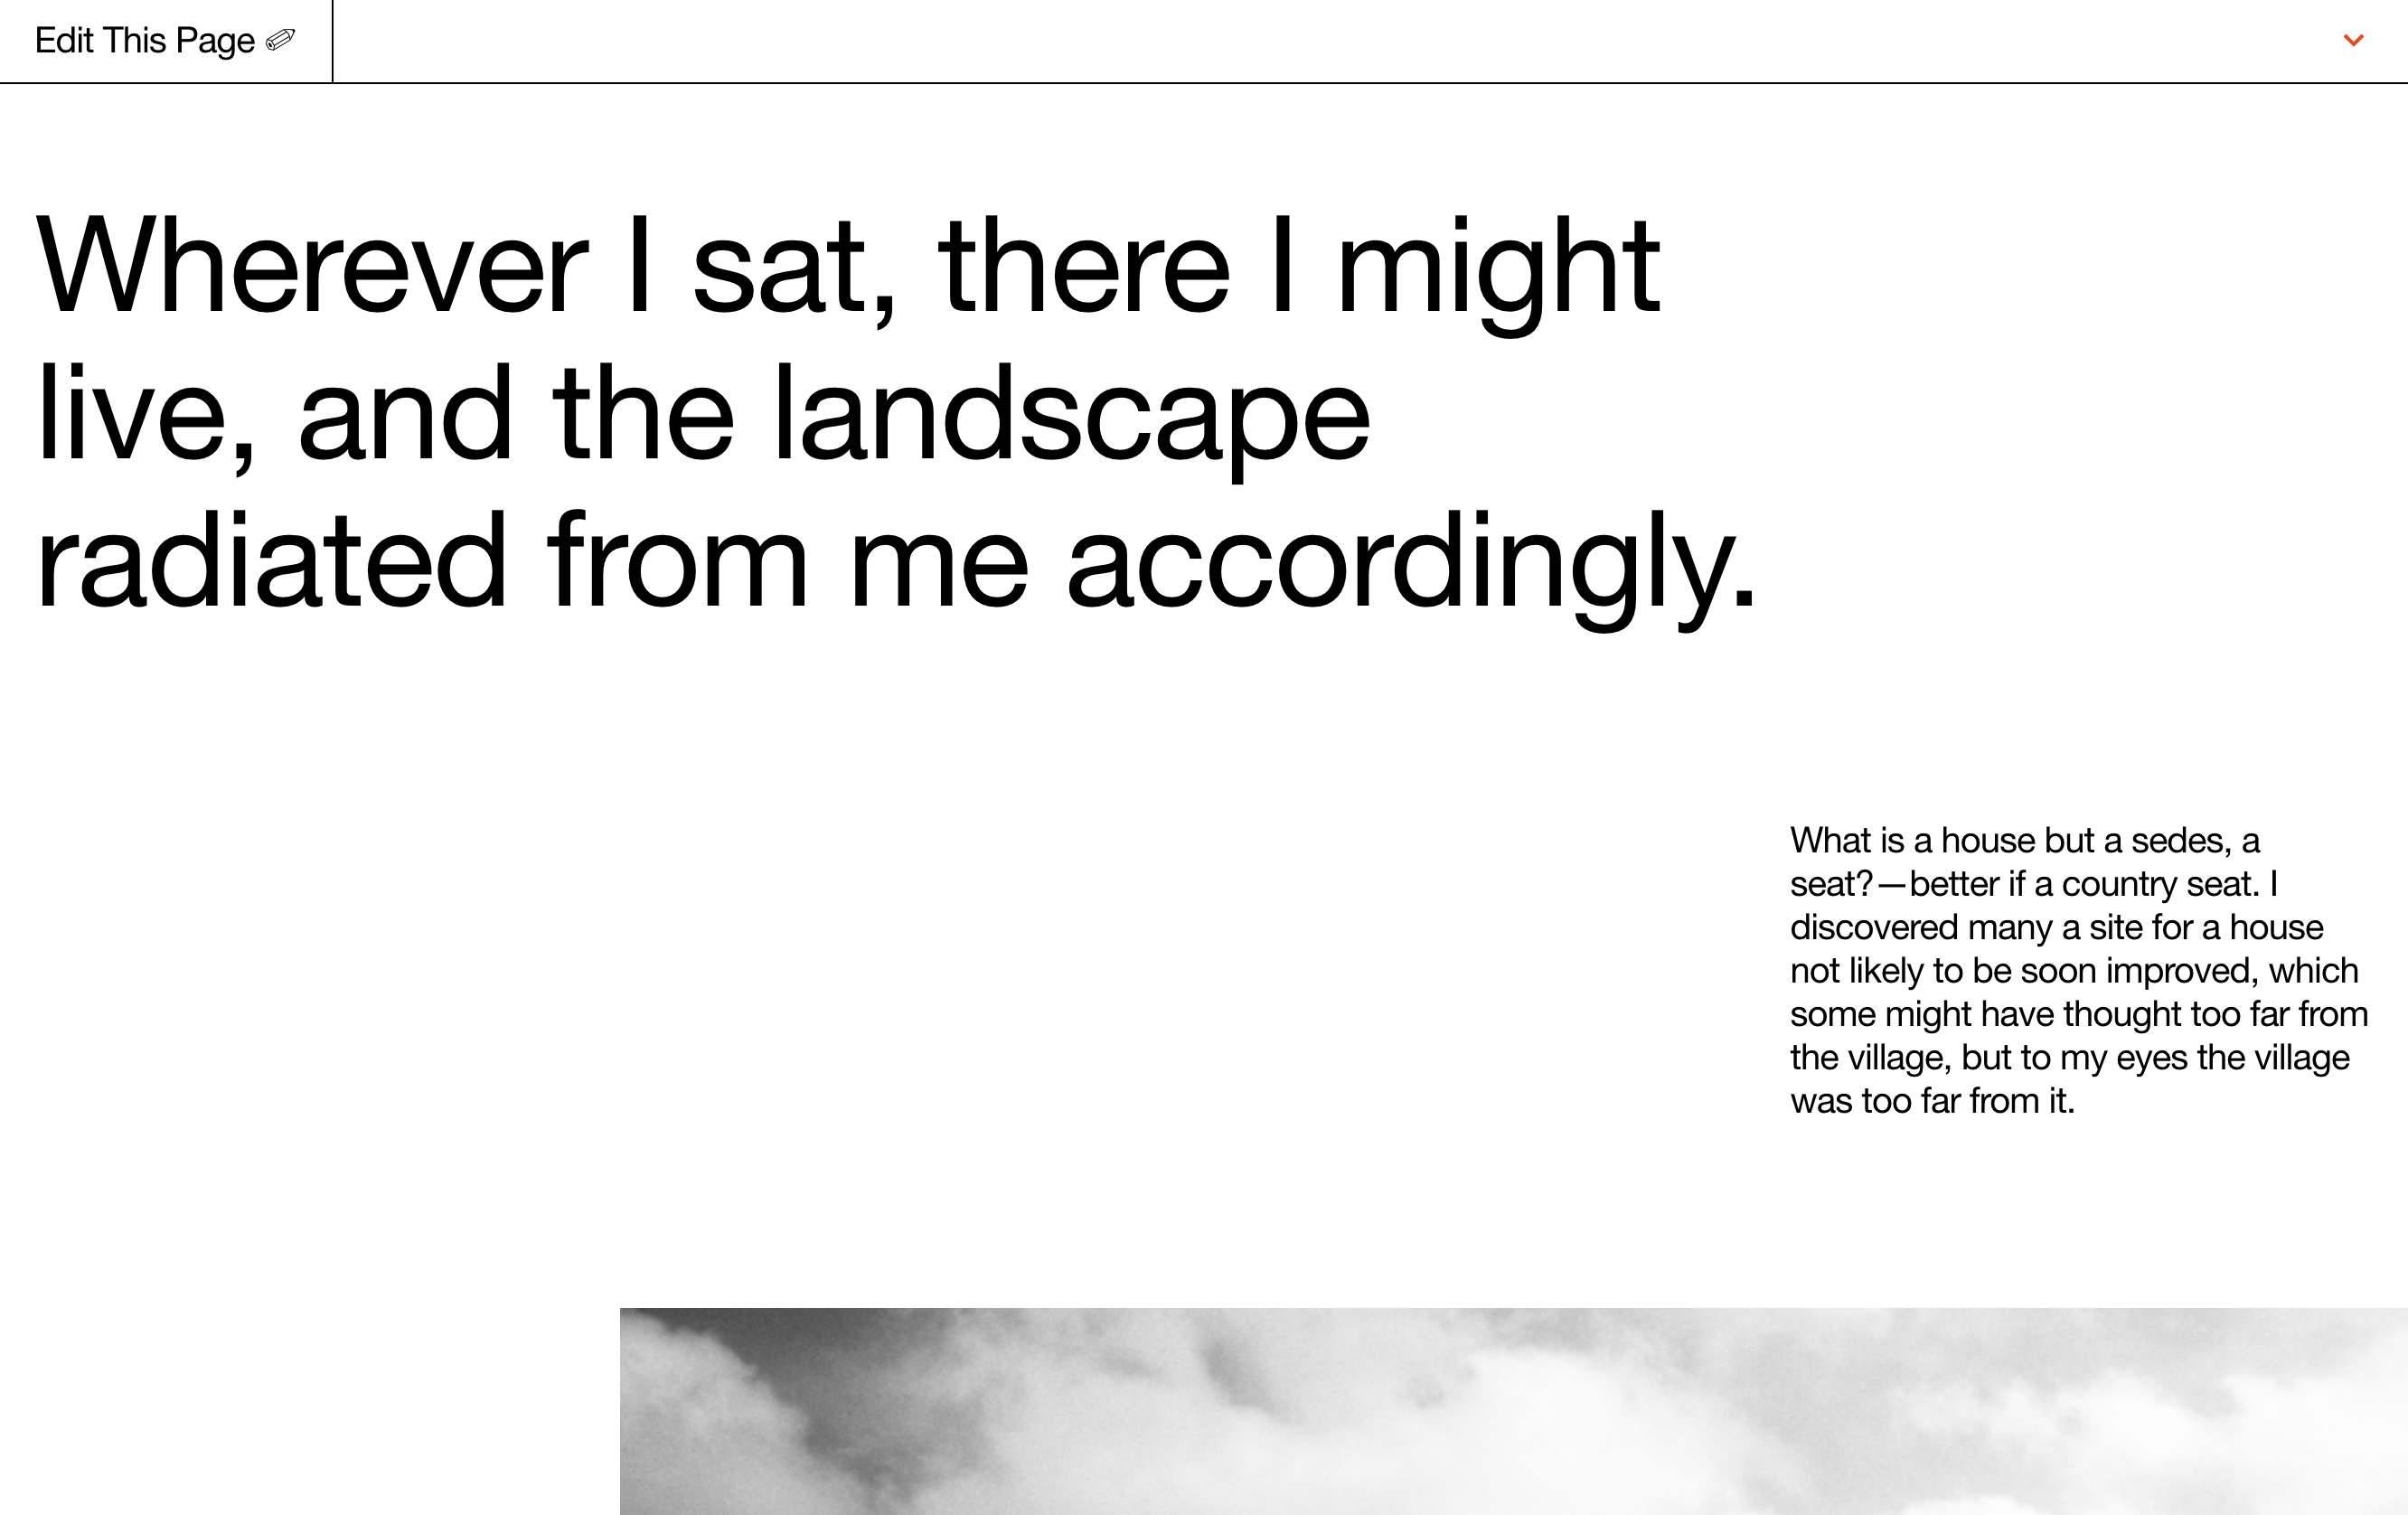 Edit This Page ✏
Wherever I sat, there I might
live, and the landscape
radiated from me accordingly.
What is a house but a sedes, a
seat?—better if a country seat. I
discovered many a site for a house
not likely to be soon improved, which
some might have thought too far from
the village, but to my eyes the village
was too far from it.